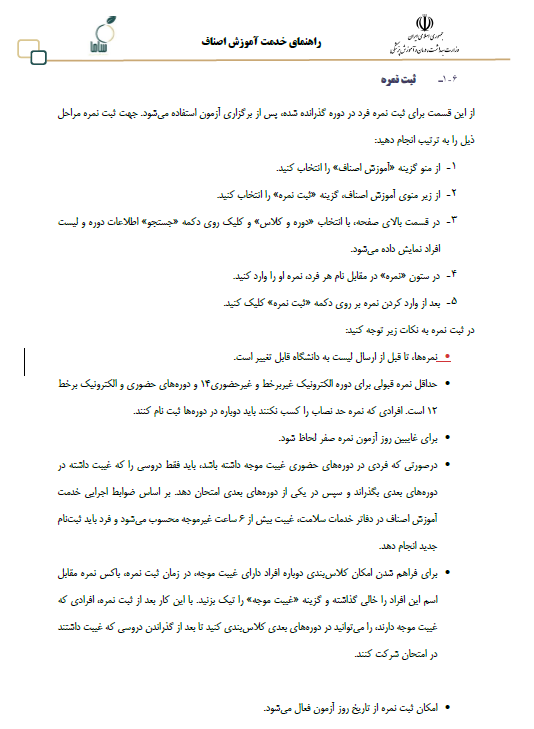 جمهوری اسلامی ایران
وزارت بهداشت، درمان و آموزش پزشکی
راهنمای خدمت آموزش اصناف
ساما
۱-۶- ثبت نمره
از این قسمت برای ثبت نمره فرد در دوره گذرانده شده، پس از برگزاری آزمون استفاده می‌شود. جهت ثبت نمره مراحل
ذیل را به ترتیب انجام دهید:
۱- از منو گزینه «آموزش اصناف» را انتخاب کنید.
۲- از زیر منوی آموزش اصناف، گزینه «ثبت نمره» را انتخاب کنید.
۳- در قسمت بالای صفحه، با انتخاب «دوره و کلاس» و کلیک روی دکمه «جستجو» اطلاعات دوره و لیست
افراد نمایش داده می‌شود.
۴- در ستون «نمره» در مقابل نام هر فرد، نمره او را وارد کنید.
۵- بعد از وارد کردن نمره بر روی دکمه «ثبت نمره» کلیک کنید.
در ثبت نمره به نکات زیر توجه کنید:
• نمره‌ها، تا قبل از ارسال لیست به دانشگاه قابل تغییر است.
• حداقل نمره قبولی برای دوره الکترونیک غیربرخط و غیرحضوری۱۴ و دوره‌های حضوری و الکترونیک برخط
۱۲ است. افرادی که نمره حد نصاب را کسب نکنند باید دوباره در دوره‌ها ثبت نام کنند.
• برای غایبین روز آزمون نمره صفر لحاظ شود.
• درصورتی که فردی در دوره‌های حضوری غیبت موجه داشته باشد، باید فقط دروسی را که غیبت داشته در
دوره‌های بعدی بگذراند و سپس در یکی از دوره‌های بعدی امتحان دهد. بر اساس ضوابط اجرایی خدمت
آموزش اصناف در دفاتر خدمات سلامت، غیبت بیش از ۶ ساعت غیرموجه محسوب می‌شود و فرد باید ثبت‌نام
جدید انجام دهد.
• برای فراهم شدن امکان کلاس‌بندی دوباره افراد دارای غیبت موجه، در زمان ثبت نمره، باکس نمره مقابل
اسم این افراد را خالی گذاشته و گزینه «غیبت موجه» را تیک بزنید. با این کار بعد از ثبت نمره، افرادی که
غیبت موجه دارند، را می‌توانید در دوره‌های بعدی کلاس‌بندی کنید تا بعد از گذراندن دروسی که غیبت داشتند
در امتحان شرکت کنند.
• امکان ثبت نمره از تاریخ روز آزمون فعال می‌شود.